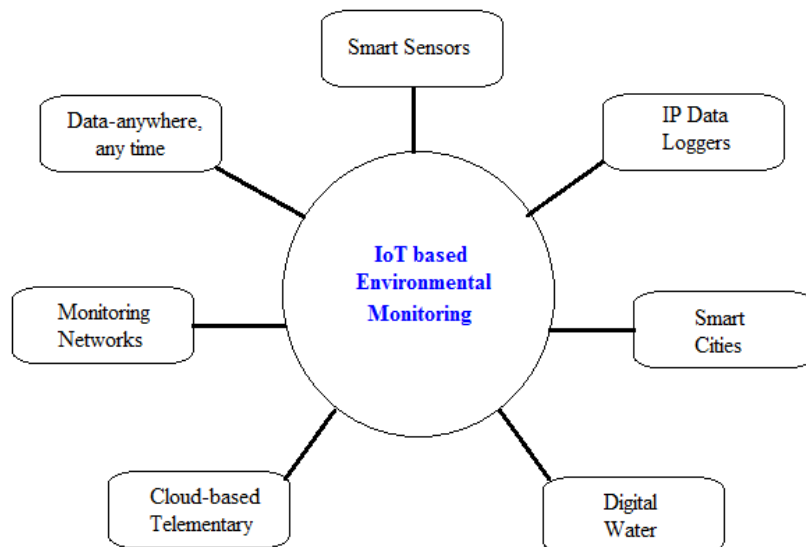 Smart Sensors
Data-anywhere,
any time
IP Data
Loggers
IoT based
Environmental
Monitoring
Monitoring
Networks
Smart
Cities
Cloud-based
Telementary
Digital
Water